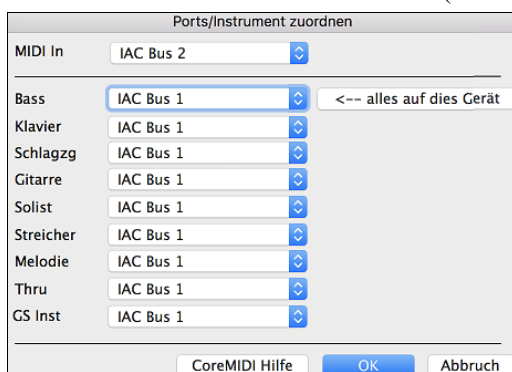 Ports/Instrument zuordnen
MIDI In IAC Bus 2
Bass IAC Bus 1 <-- alles auf dies Gerät
Klavier IAC Bus 1
Schlagzg IAC Bus 1
Gitarre IAC Bus 1
Solist IAC Bus 1
Streicher IAC Bus 1
Melodie IAC Bus 1
Thru IAC Bus 1
GS Inst IAC Bus 1
CoreMIDI Hilfe OK Abbruch